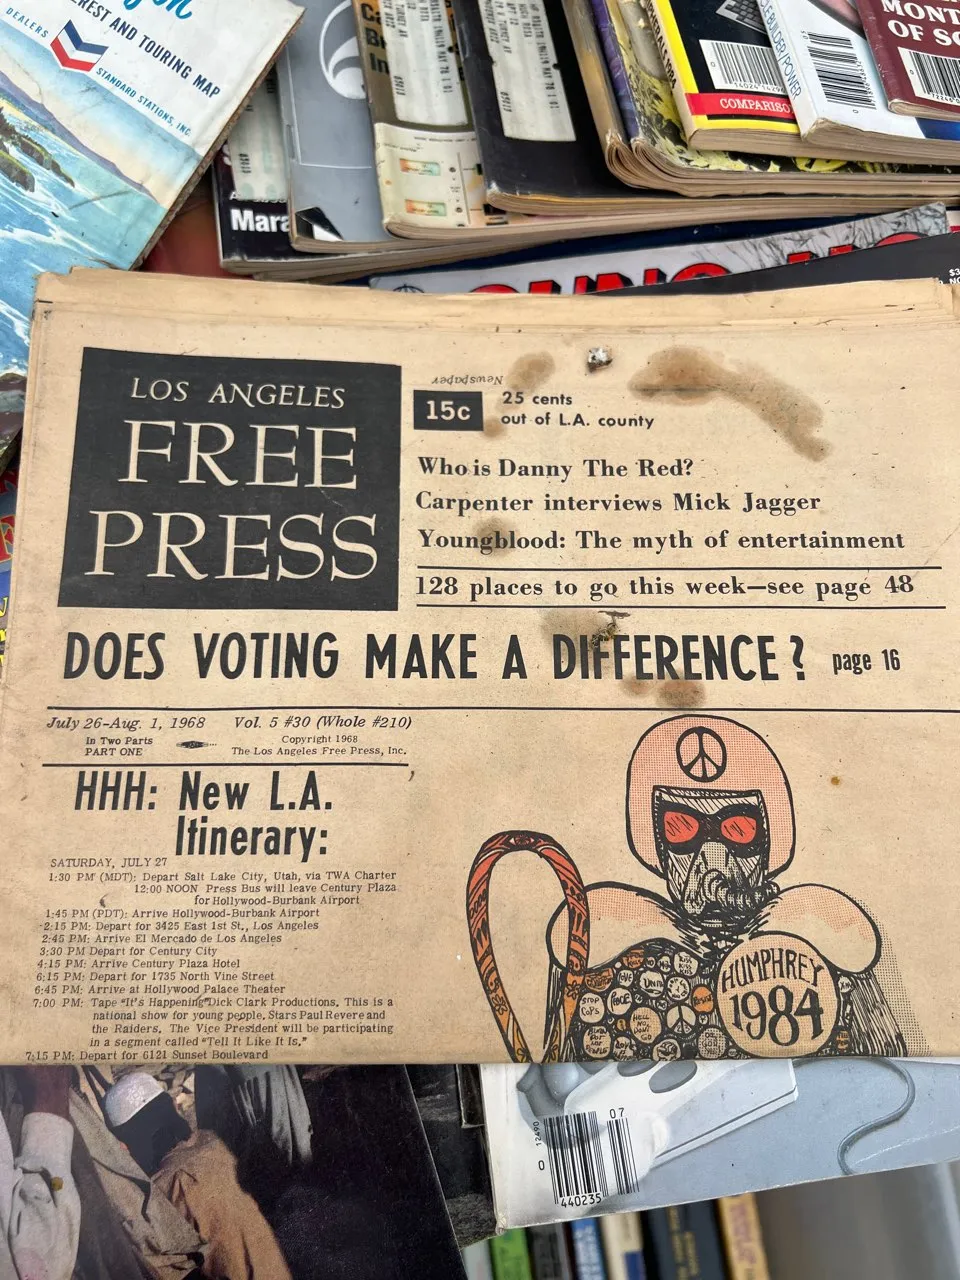 DEALERS
EREST AND TOURING MAP
STANDARD STATIONS, INC.
Mara
COMPARISO
MONT
OF SO
LOS ANGELES
FREE
PRESS
Newspaper
15c
25 cents
out of L.A. county
Who is Danny The Red?
Carpenter interviews Mick Jagger
Youngblood: The myth of entertainment
128 places to go this week—see page 48
DOES VOTING MAKE A DIFFERENCE? page 16
July 26-Aug. 1, 1968 Vol. 5 #30 (Whole #210)
In Two Parts
PART ONE
Copyright 1968
The Los Angeles Free Press, Inc.
HHH: New L.A.
Itinerary:
SATURDAY, JULY 27
1:30 PM (MDT): Depart Salt Lake City, Utah, via TWA Charter
12:00 NOON Press Bus will leave Century Plaza
for Hollywood-Burbank Airport
1:45 PM (PDT): Arrive Hollywood-Burbank Airport
2:15 PM: Depart for 3425 East 1st St., Los Angeles
2:45 PM: Arrive El Mercado de Los Angeles
3:30 PM Depart for Century City
4:15 PM: Arrive Century Plaza Hotel
6:15 PM: Depart for 1735 North Vine Street
6:45 PM: Arrive at Hollywood Palace Theater
7:00 PM: Tape "It's Happening" Dick Clark Productions. This is a
national show for young people. Stars Paul Revere and
the Raiders. The Vice President will be participating
in a segment called "Tell It Like It Is."
7:15 PM: Depart for 6121 Sunset Boulevard
HUMPHREY
1984
STOP
COPS
PEACE
HELL
NO
DON'T
GO
07
0
440235